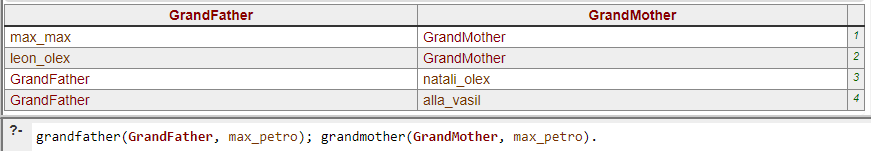 GrandFather GrandMother
max_max GrandMother 1
leon_olex GrandMother 2
GrandFather natali_olex 3
GrandFather alla_vasil 4
?- grandfather(GrandFather, max_petro); grandmother(GrandMother, max_petro).